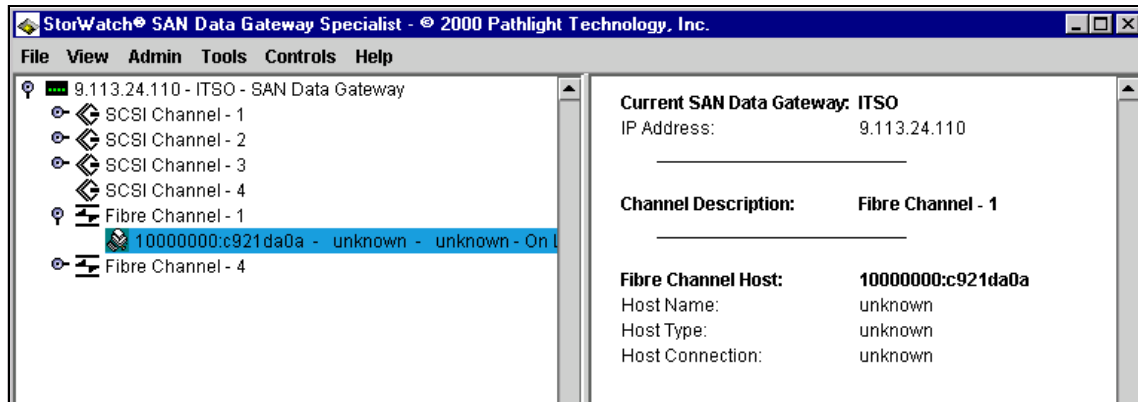 StorWatch® SAN Data Gateway Specialist - © 2000 Pathlight Technology, Inc.
File View Admin Tools Controls Help
9.113.24.110 - ITSO - SAN Data Gateway
SCSI Channel - 1
SCSI Channel - 2
SCSI Channel - 3
SCSI Channel - 4
Fibre Channel - 1
10000000:c921da0a - unknown - unknown - On L
Fibre Channel - 4
Current SAN Data Gateway: ITSO
IP Address: 9.113.24.110
Channel Description: Fibre Channel - 1
Fibre Channel Host: 10000000:c921da0a
Host Name: unknown
Host Type: unknown
Host Connection: unknown